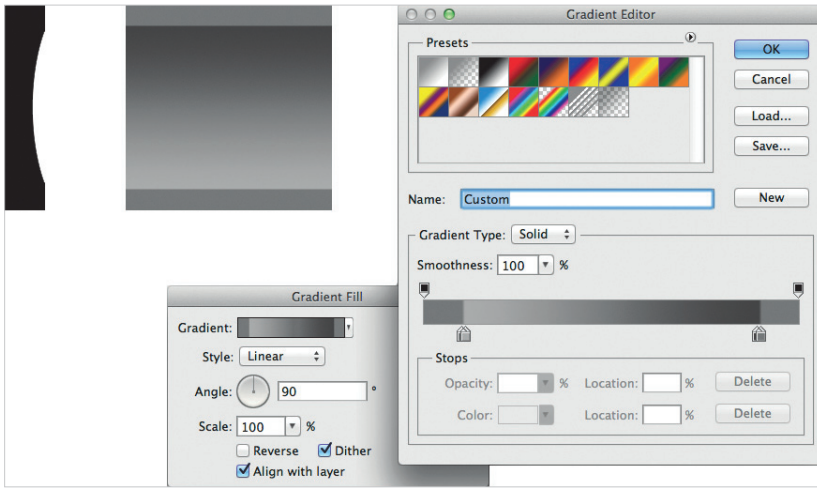 Gradient Editor
Presets
OK
Cancel
Load...
Save...
Name: Custom
New
Gradient Type: Solid
Smoothness: 100 %
Stops
Opacity: % Location: % Delete
Color: Location: % Delete
Gradient Fill
Gradient:
Style: Linear
Angle: 90 °
Scale: 100 %
Reverse Dither
Align with layer